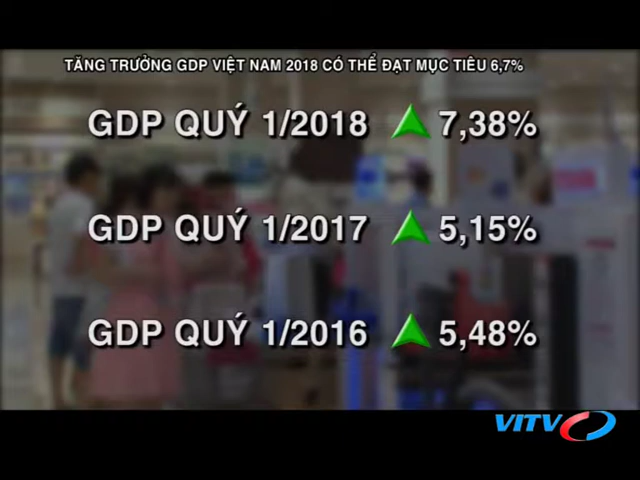 TĂNG TRƯỞNG GDP VIỆT NAM 2018 CÓ THỂ ĐẠT MỤC TIÊU 6,7%
GDP QUÝ 1/2018 7,38%
GDP QUÝ 1/2017 5,15%
GDP QUÝ 1/2016 5,48%
VITV